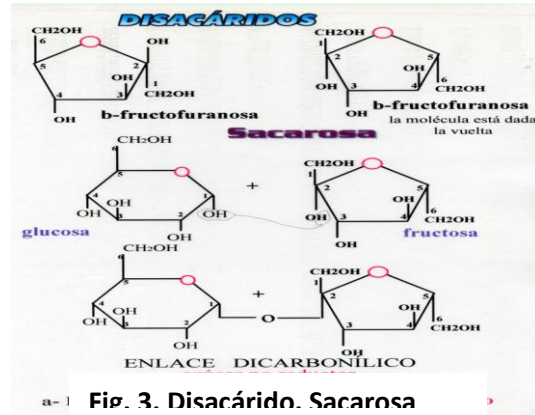 DISACÁRIDOS
CH2OH
6
5
4
3
2
1
OH
OH
OH
CH2OH
b-fructofuranosa
CH2OH
1
2
3
4
5
6
OH
OH
OH
CH2OH
b-fructofuranosa
la molécula está dada
la vuelta
Sacarosa
CH2OH
6
5
4
3
2
1
OH
OH
OH
OH
glucosa
+
CH2OH
1
2
3
4
5
6
OH
OH
OH
CH2OH
fructosa
CH2OH
6
5
4
3
2
1
OH
OH
OH
+
O
CH2OH
1
2
3
4
5
6
OH
OH
CH2OH
ENLACE DICARBONÍLICO
a-
Fig. 3. Disacárido. Sacarosa